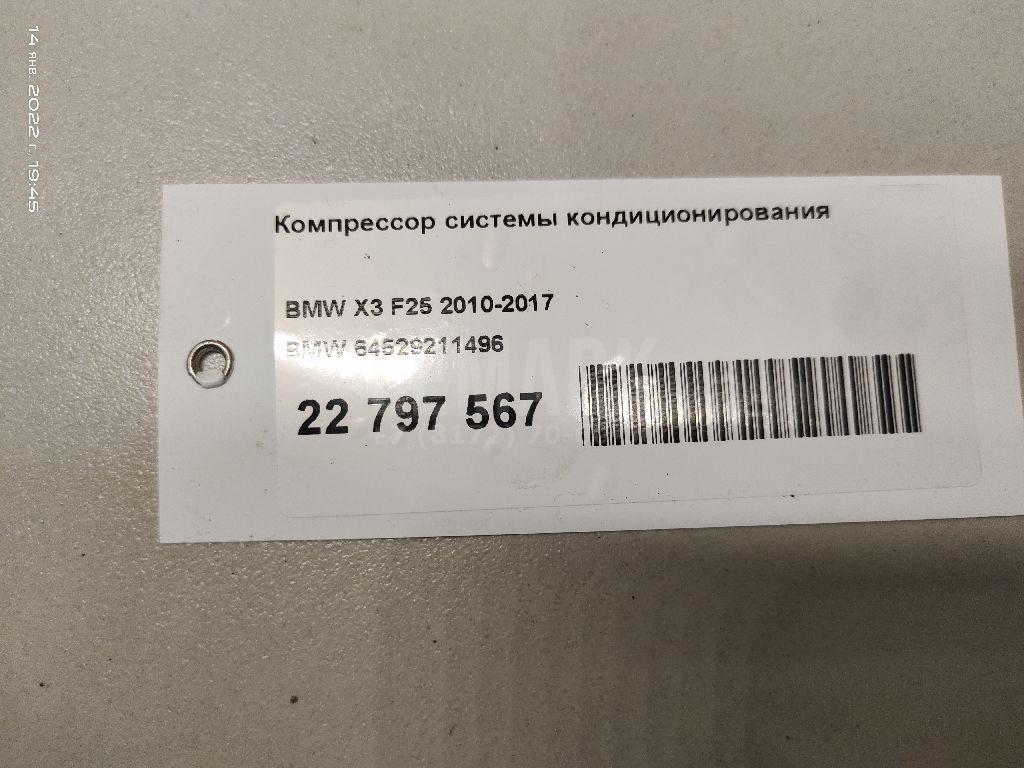 14 янв 2022 г. 19:45
Компрессор системы кондиционирования
BMW X3 F25 2010-2017
BMW 64529211496
22 797 567